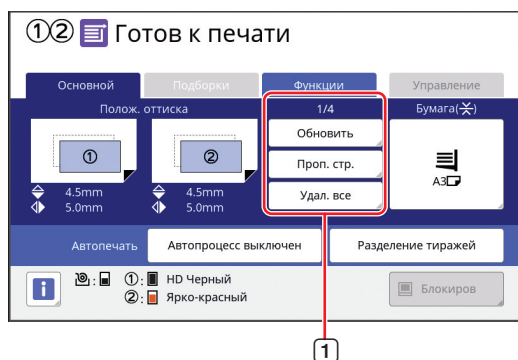 ①② Готов к печати
Основной Подборки Функции Управление
Полож. оттиска 1/4 Бумага( )
① ② Обновить
Проп. стр.
Удал. все
A3
4.5mm 4.5mm
5.0mm 5.0mm
Автопечать Автопроцесс выключен Разделение тиражей
i : ①: HD Черный Блокиров
②: Ярко-красный
1